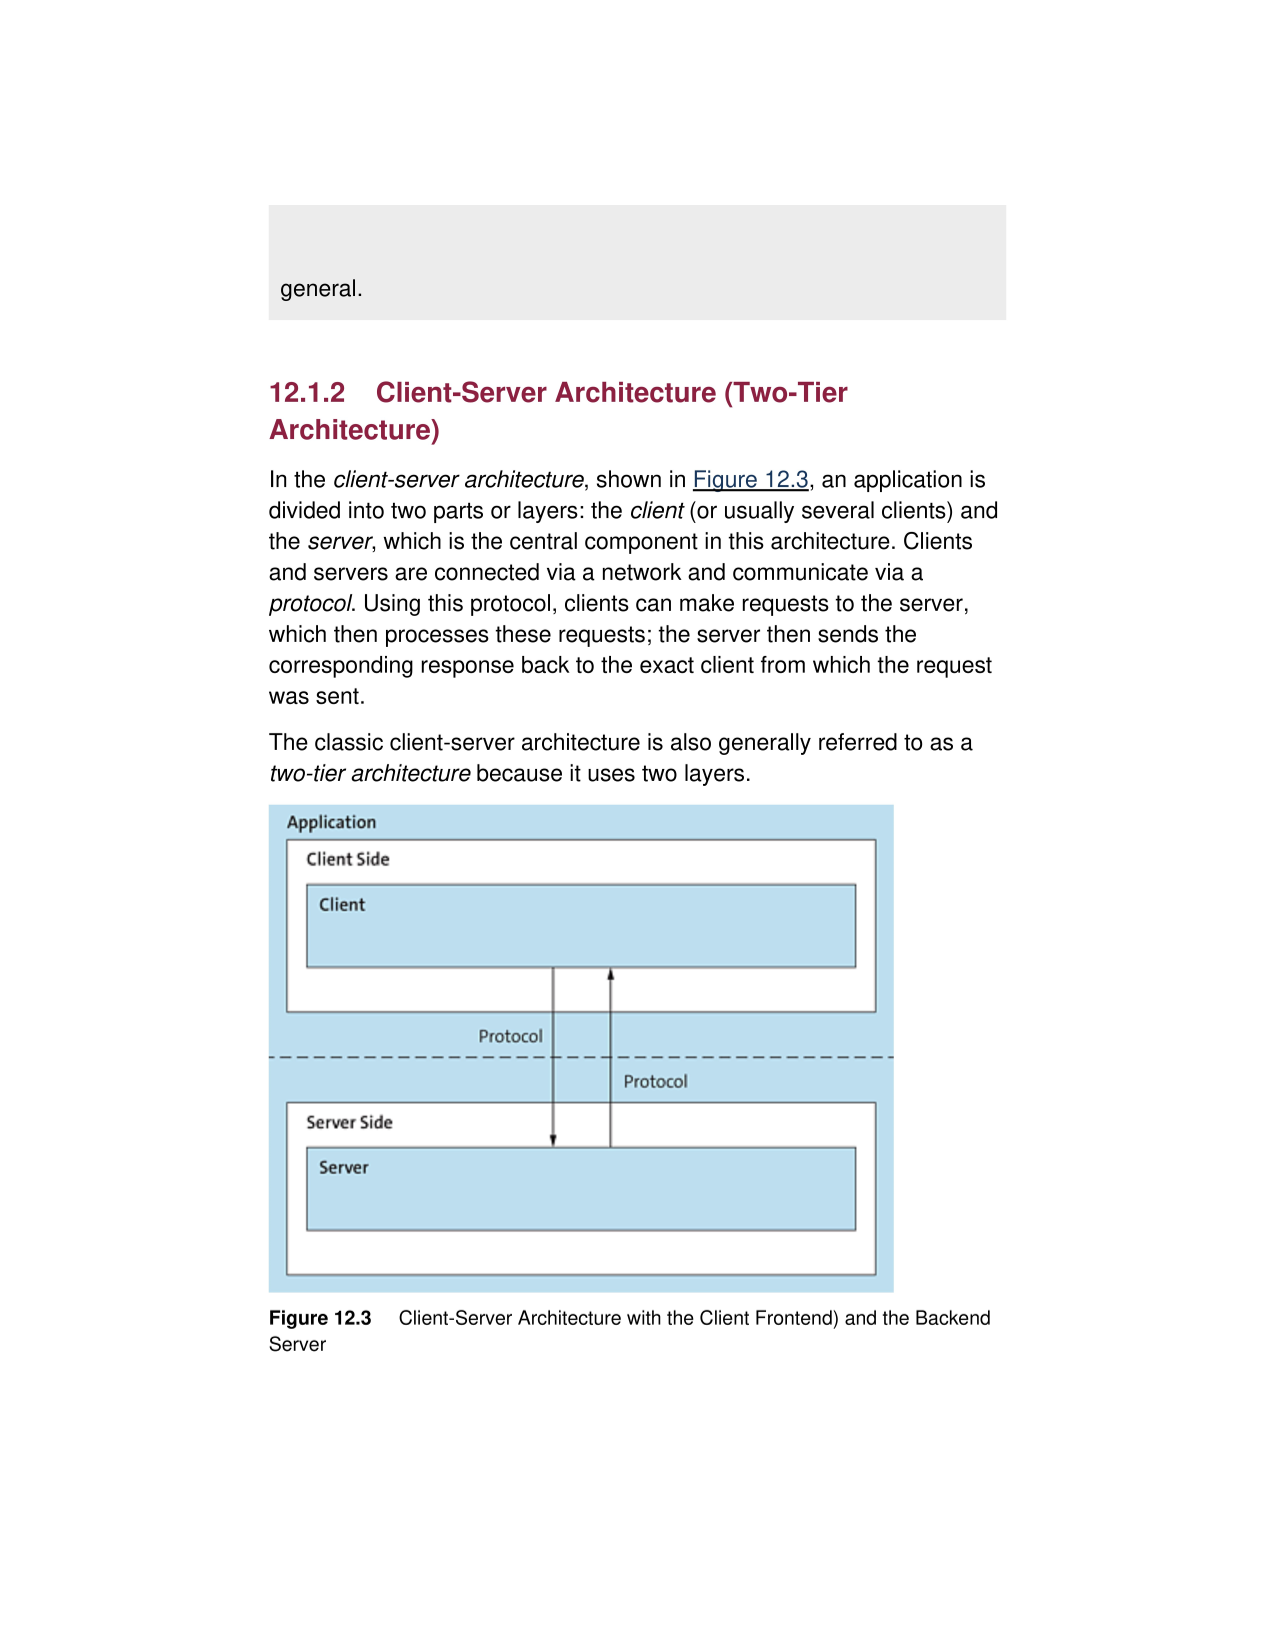 general.
12.1.2 Client-Server Architecture (Two-Tier
Architecture)
In the client-server architecture, shown in Figure 12.3, an application is
divided into two parts or layers: the client (or usually several clients) and
the server, which is the central component in this architecture. Clients
and servers are connected via a network and communicate via a
protocol. Using this protocol, clients can make requests to the server,
which then processes these requests; the server then sends the
corresponding response back to the exact client from which the request
was sent.
The classic client-server architecture is also generally referred to as a
two-tier architecture because it uses two layers.
Application
Client Side
Client
Protocol
Protocol
Server Side
Server
Figure 12.3 Client-Server Architecture with the Client Frontend) and the Backend
Server